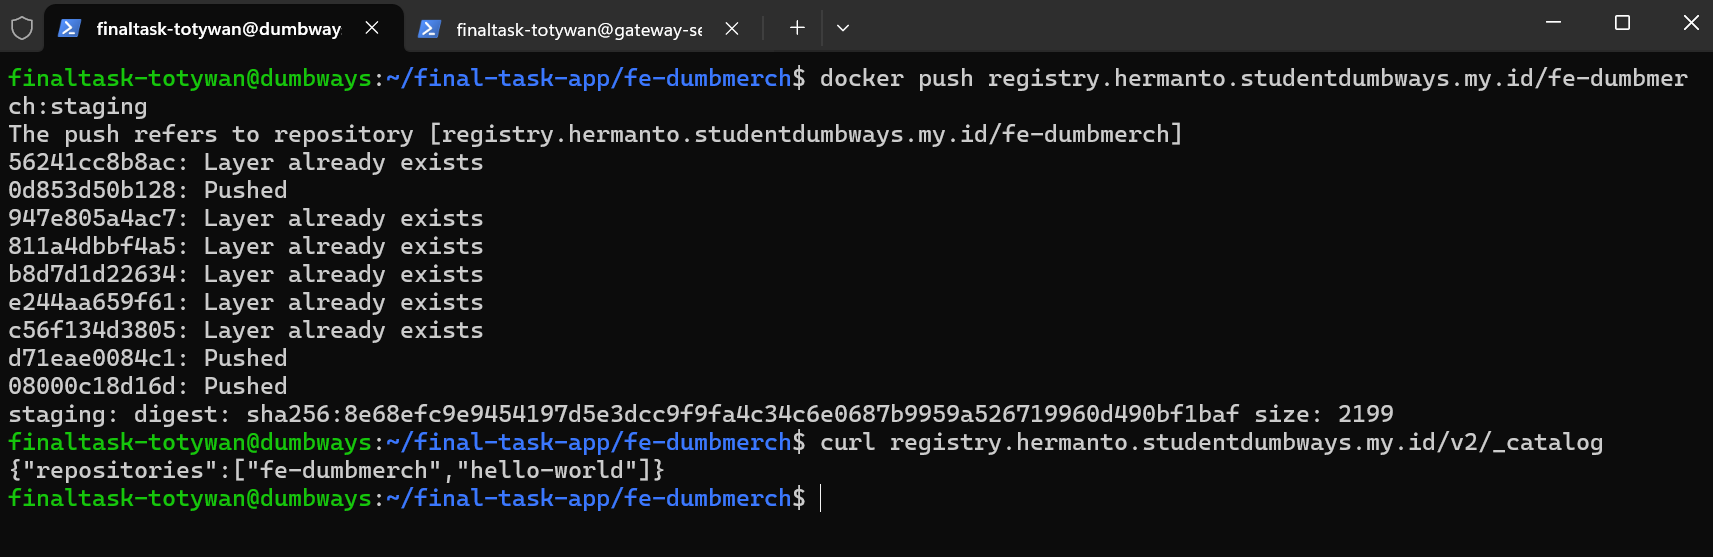 finaltask-totywan@dumbways
finaltask-totywan@gateway-se
finaltask-totywan@dumbways:~/final-task-app/fe-dumbmerch$ docker push registry.hermanto.studentdumbways.my.id/fe-dumbmer
ch:staging
The push refers to repository [registry.hermanto.studentdumbways.my.id/fe-dumbmerch]
56241cc8b8ac: Layer already exists
0d853d50b128: Pushed
947e805a4ac7: Layer already exists
811a4dbbf4a5: Layer already exists
b8d7d1d22634: Layer already exists
e244aa659f61: Layer already exists
c56f134d3805: Layer already exists
d71eae0084c1: Pushed
08000c18d16d: Pushed
staging: digest: sha256:8e68efc9e9454197d5e3dcc9f9fa4c34c6e0687b9959a526719960d490bf1baf size: 2199
finaltask-totywan@dumbways:~/final-task-app/fe-dumbmerch$ curl registry.hermanto.studentdumbways.my.id/v2/_catalog
{"repositories":["fe-dumbmerch","hello-world"]}
finaltask-totywan@dumbways:~/final-task-app/fe-dumbmerch$